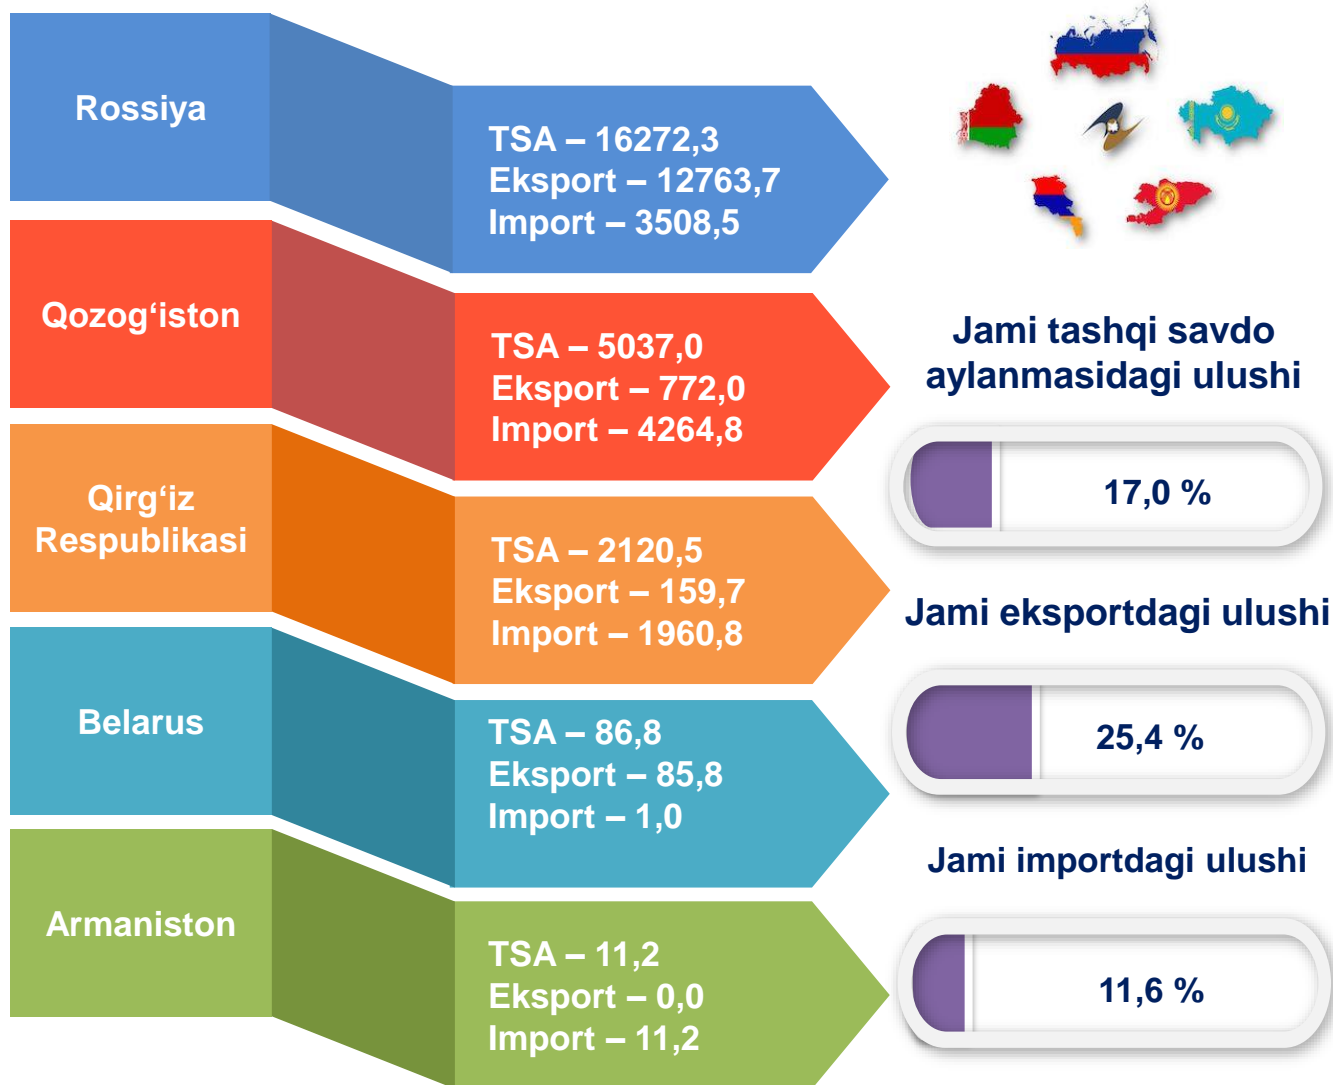 Rossiya
TSA – 16272,3
Eksport – 12763,7
Import – 3508,5
Qozog‘iston
TSA – 5037,0
Eksport – 772,0
Import – 4264,8
Qirg‘iz
Respublikasi
TSA – 2120,5
Eksport – 159,7
Import – 1960,8
Belarus
TSA – 86,8
Eksport – 85,8
Import – 1,0
Armaniston
TSA – 11,2
Eksport – 0,0
Import – 11,2
Jami tashqi savdo
aylanmasidagi ulushi
17,0 %
Jami eksportdagi ulushi
25,4 %
Jami importdagi ulushi
11,6 %